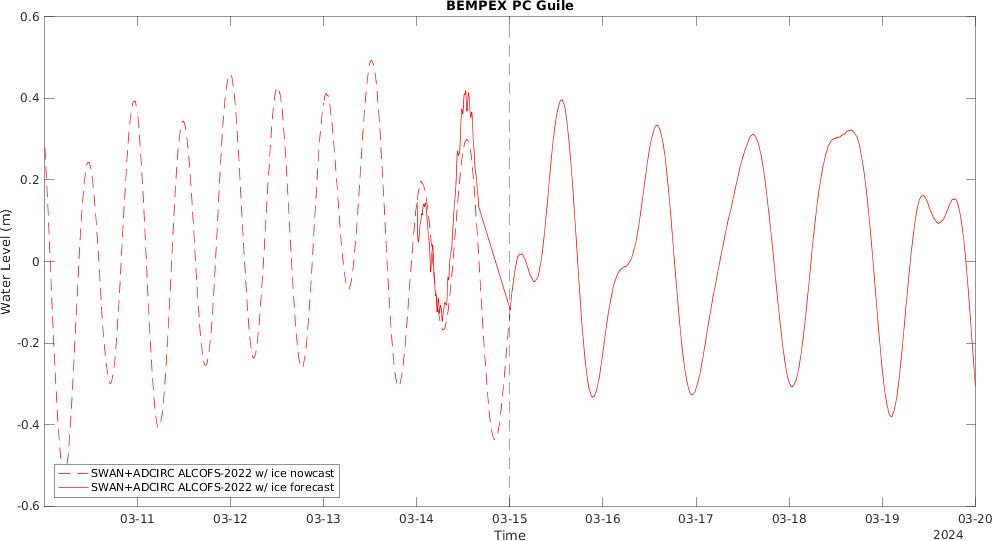 BEMPEX PC Guile
0.6
0.4
0.2
0
-0.2
-0.4
-0.6
Water Level (m)
SWAN+ADCIRC ALCOFS-2022 w/ ice nowcast
SWAN+ADCIRC ALCOFS-2022 w/ ice forecast
03-11 03-12 03-13 03-14 03-15 03-16 03-17 03-18 03-19 03-20
Time
2024